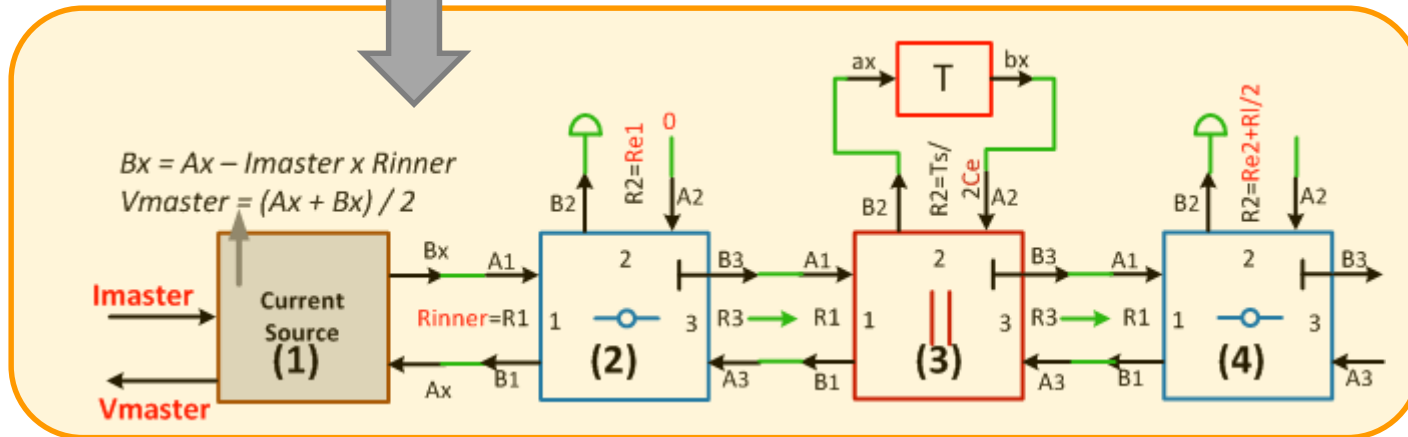 Bx = Ax – Imaster x Rinner
Vmaster = (Ax + Bx) / 2
Imaster
Vmaster
Current
Source
(1)
Bx
A1
Rinner=R1
Ax
B1
B2
R2=Re1
0
A2
2
1
3
(2)
B3
A1
R3
R1
A3
B1
ax
T
bx
B2
R2=Ts/
2Ce
A2
2
1
3
(3)
B3
A1
R3
R1
A3
B1
B2
R2=Re2+Rl/2
A2
2
1
3
(4)
B3
A3